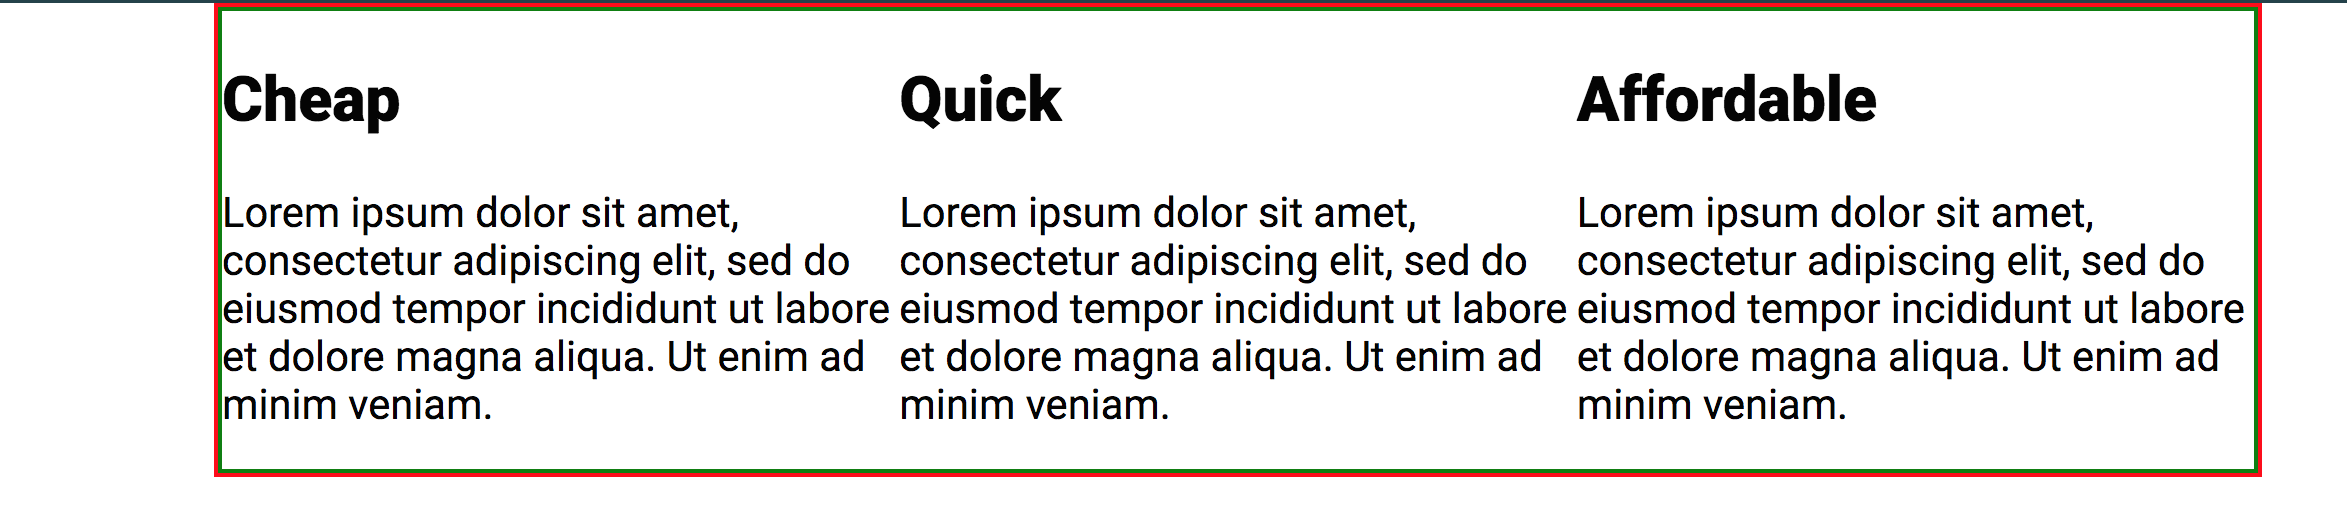 Cheap
Lorem ipsum dolor sit amet,
consectetur adipiscing elit, sed do
eiusmod tempor incididunt ut labore
et dolore magna aliqua. Ut enim ad
minim veniam.
Quick
Lorem ipsum dolor sit amet,
consectetur adipiscing elit, sed do
eiusmod tempor incididunt ut labore
et dolore magna aliqua. Ut enim ad
minim veniam.
Affordable
Lorem ipsum dolor sit amet,
consectetur adipiscing elit, sed do
eiusmod tempor incididunt ut labore
et dolore magna aliqua. Ut enim ad
minim veniam.